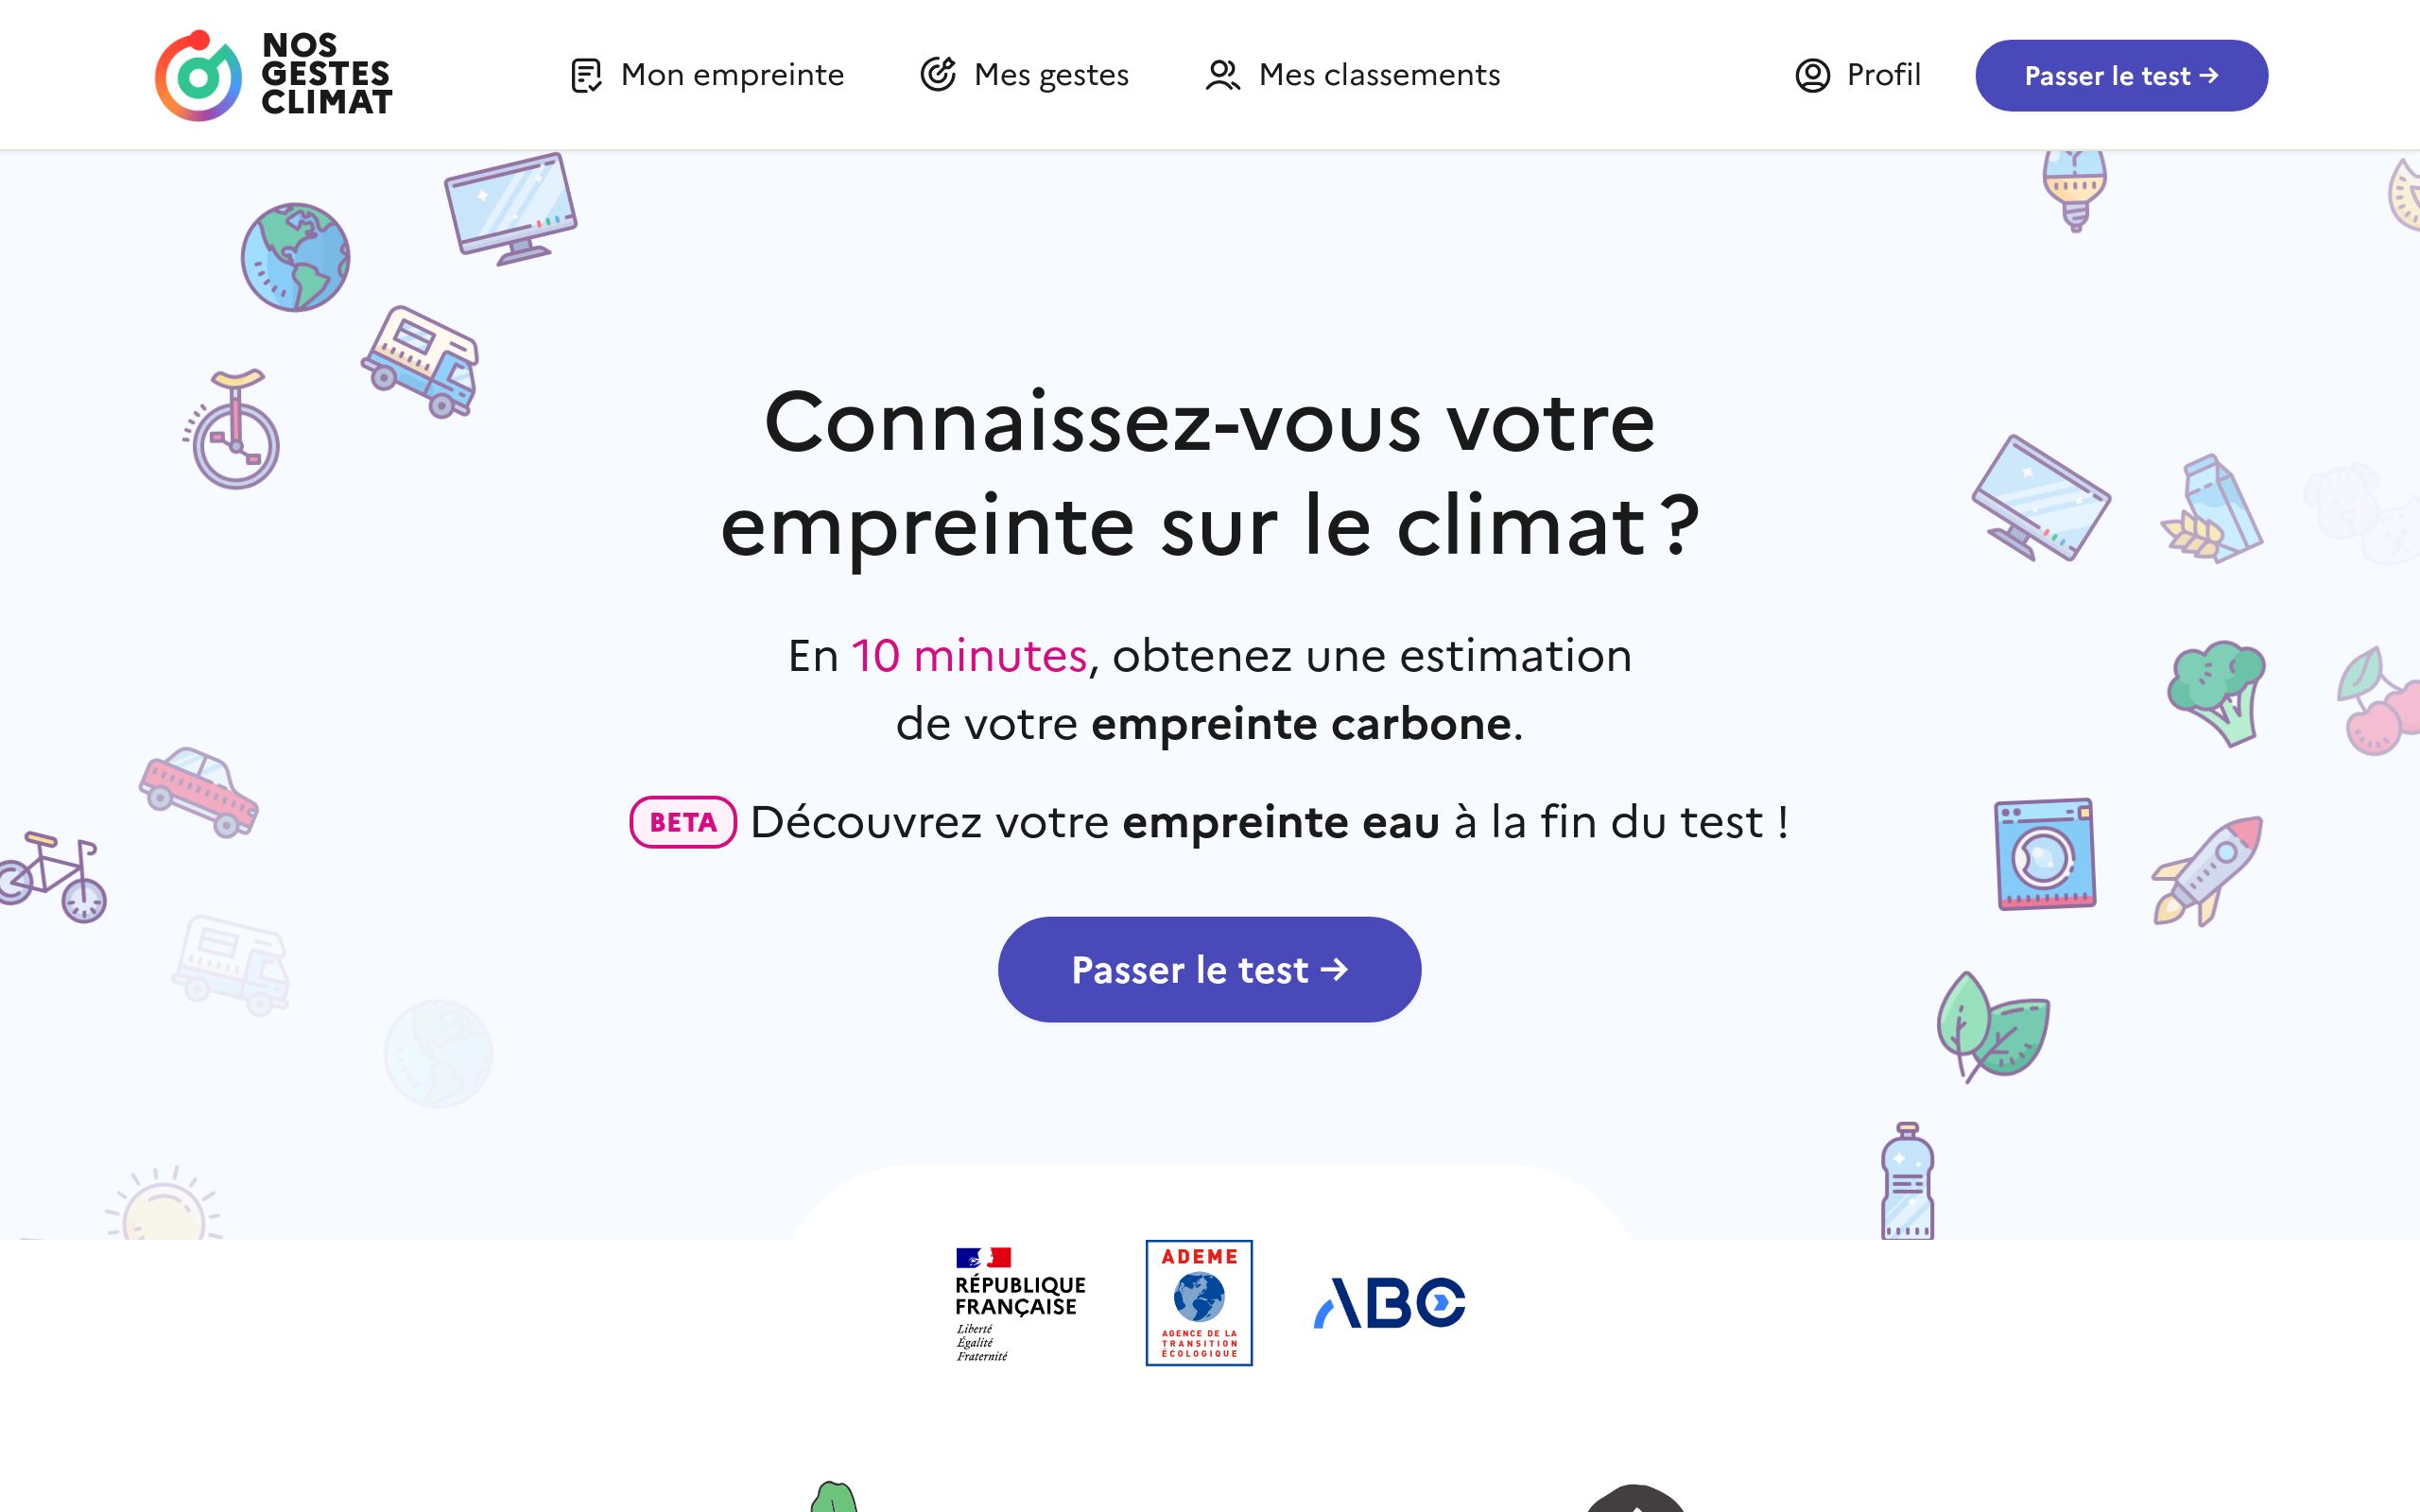 NOS
GESTES
CLIMAT
Mon empreinte
Mes gestes
Mes classements
Profil
Passer le test →
Connaissez-vous votre
empreinte sur le climat ?
En 10 minutes, obtenez une estimation
de votre empreinte carbone.
BETA Découvrez votre empreinte eau à la fin du test !
Passer le test →
RÉPUBLIQUE
FRANÇAISE
Liberté
Égalité
Fraternité
ADEME
AGENCE DE LA
TRANSITION
ÉCOLOGIQUE
ABC